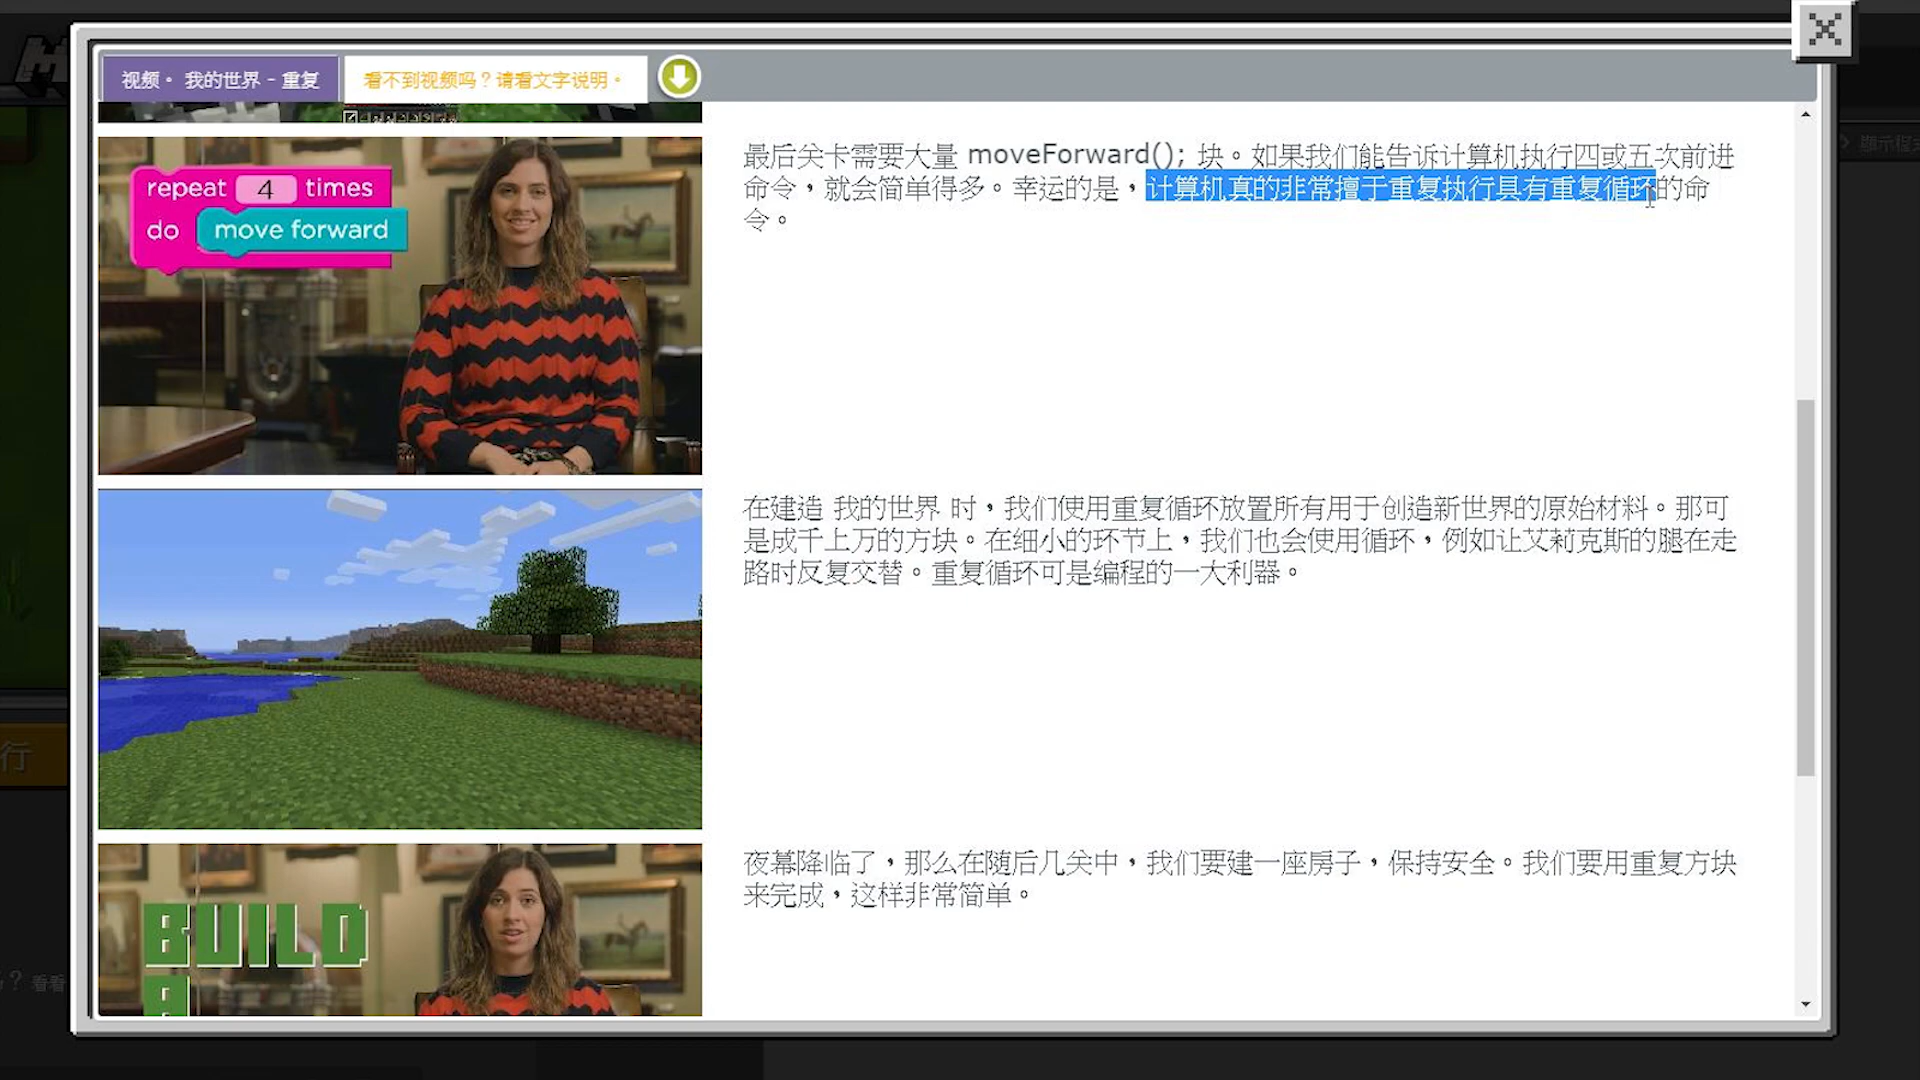 视频。 我的世界 - 重复
看不到视频吗？请看文字说明。
顯示程式
repeat 4 times
do move forward
最后关卡需要大量 moveForward(); 块。如果我们能告诉计算机执行四或五次前进
命令，就会简单得多。幸运的是，计算机真的非常擅于重复执行具有重复循环的命
令。
在建造 我的世界 时，我们使用重复循环放置所有用于创造新世界的原始材料。那可
是成千上万的方块。在细小的环节上，我们也会使用循环，例如让艾莉克斯的腿在走
路时反复交替。重复循环可是编程的一大利器。
行
夜幕降临了，那么在随后几关中，我们要建一座房子，保持安全。我们要用重复方块
来完成，这样非常简单。
BUILD
？看看